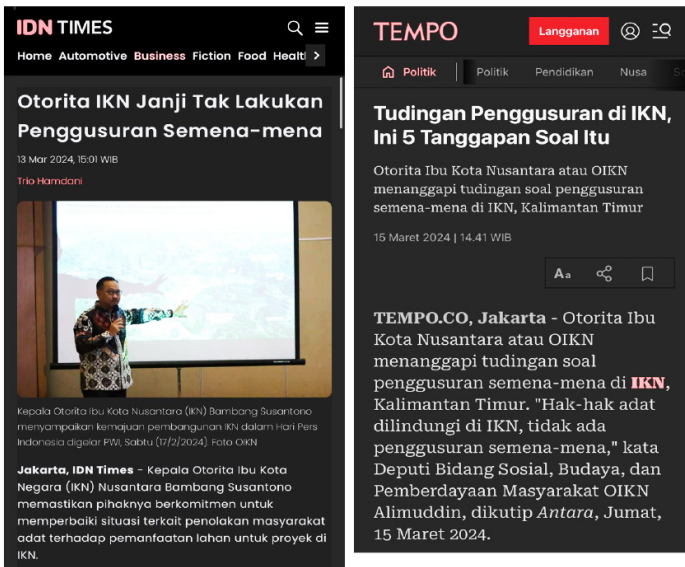 IDN TIMES
Home Automotive Business Fiction Food Healt
Otorita IKN Janji Tak Lakukan
Penggusuran Semena-mena
13 Mar 2024, 15:01 WIB
Trio Hamdani
Kepala Otorita Ibu Kota Nusantara (IKN) Bambang Susantono
menyampaikan kemajuan pembangunan IKN dalam Hari Pers
Indonesia digelar PWI, Sabtu (17/2/2024). Foto OIKN
Jakarta, IDN Times - Kepala Otorita Ibu Kota
Negara (IKN) Nusantara Bambang Susantono
memastikan pihaknya berkomitmen untuk
memperbaiki situasi terkait penolakan masyarakat
adat terhadap pemanfaatan lahan untuk proyek di
IKN.
TEMPO
Langganan
Politik Politik Pendidikan Nusa
Tudingan Penggusuran di IKN,
Ini 5 Tanggapan Soal Itu
Otorita Ibu Kota Nusantara atau OIKN
menanggapi tudingan soal penggusuran
semena-mena di IKN, Kalimantan Timur
15 Maret 2024 | 14.41 WIB
Aa
TEMPO.CO, Jakarta - Otorita Ibu
Kota Nusantara atau OIKN
menanggapi tudingan soal
penggusuran semena-mena di IKN,
Kalimantan Timur. "Hak-hak adat
dilindungi di IKN, tidak ada
penggusuran semena-mena," kata
Deputi Bidang Sosial, Budaya, dan
Pemberdayaan Masyarakat OIKN
Alimuddin, dikutip Antara, Jumat,
15 Maret 2024.